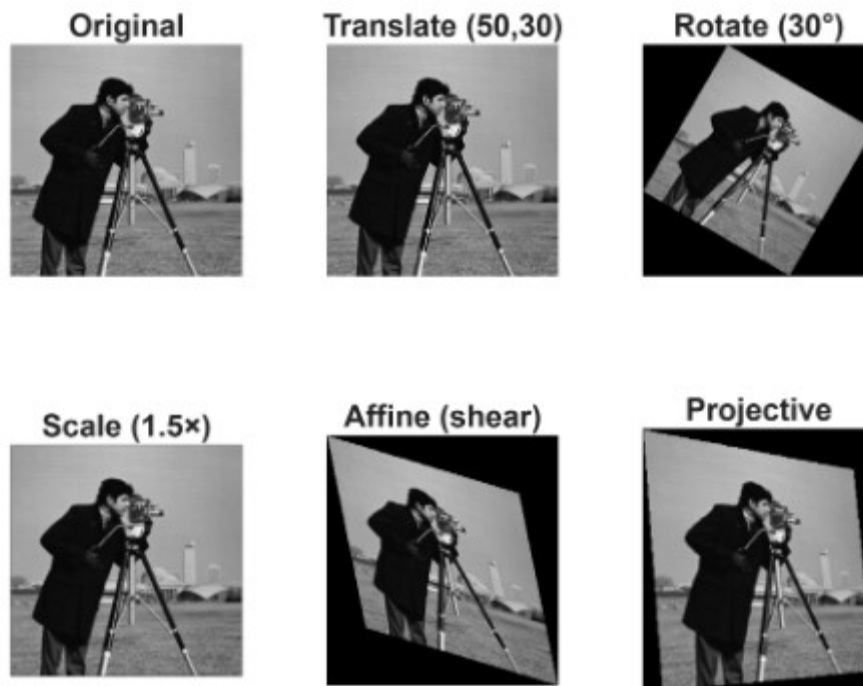 Original
Translate (50,30)
Rotate (30°)
Scale (1.5×)
Affine (shear)
Projective